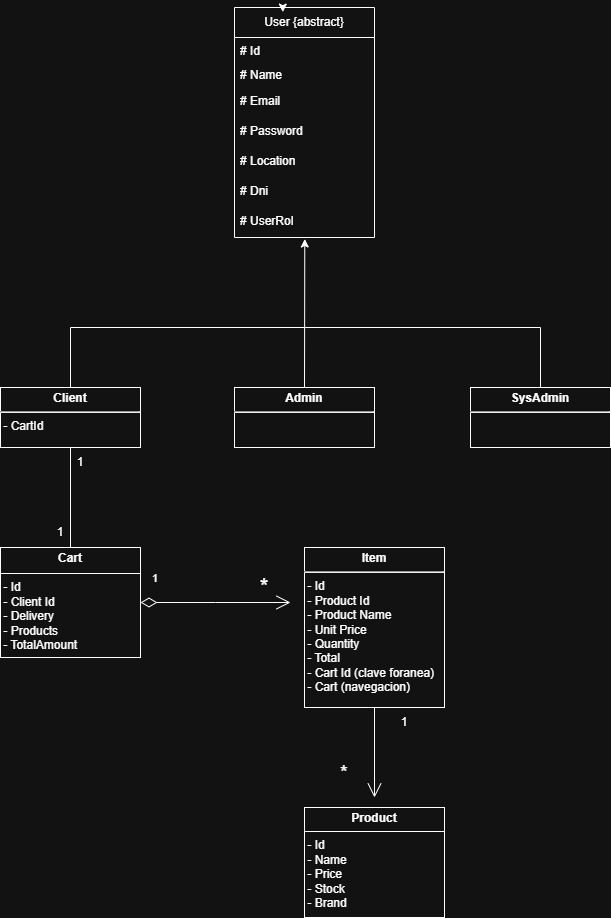 User {abstract}
# Id
# Name
# Email
# Password
# Location
# Dni
# UserRol
Client
- CartId
Admin
SysAdmin
1
1
Cart
- Id
- Client Id
- Delivery
- Products
- TotalAmount
1
*
Item
- Id
- Product Id
- Product Name
- Unit Price
- Quantity
- Total
- Cart Id (clave foranea)
- Cart (navegacion)
1
*
Product
- Id
- Name
- Price
- Stock
- Brand